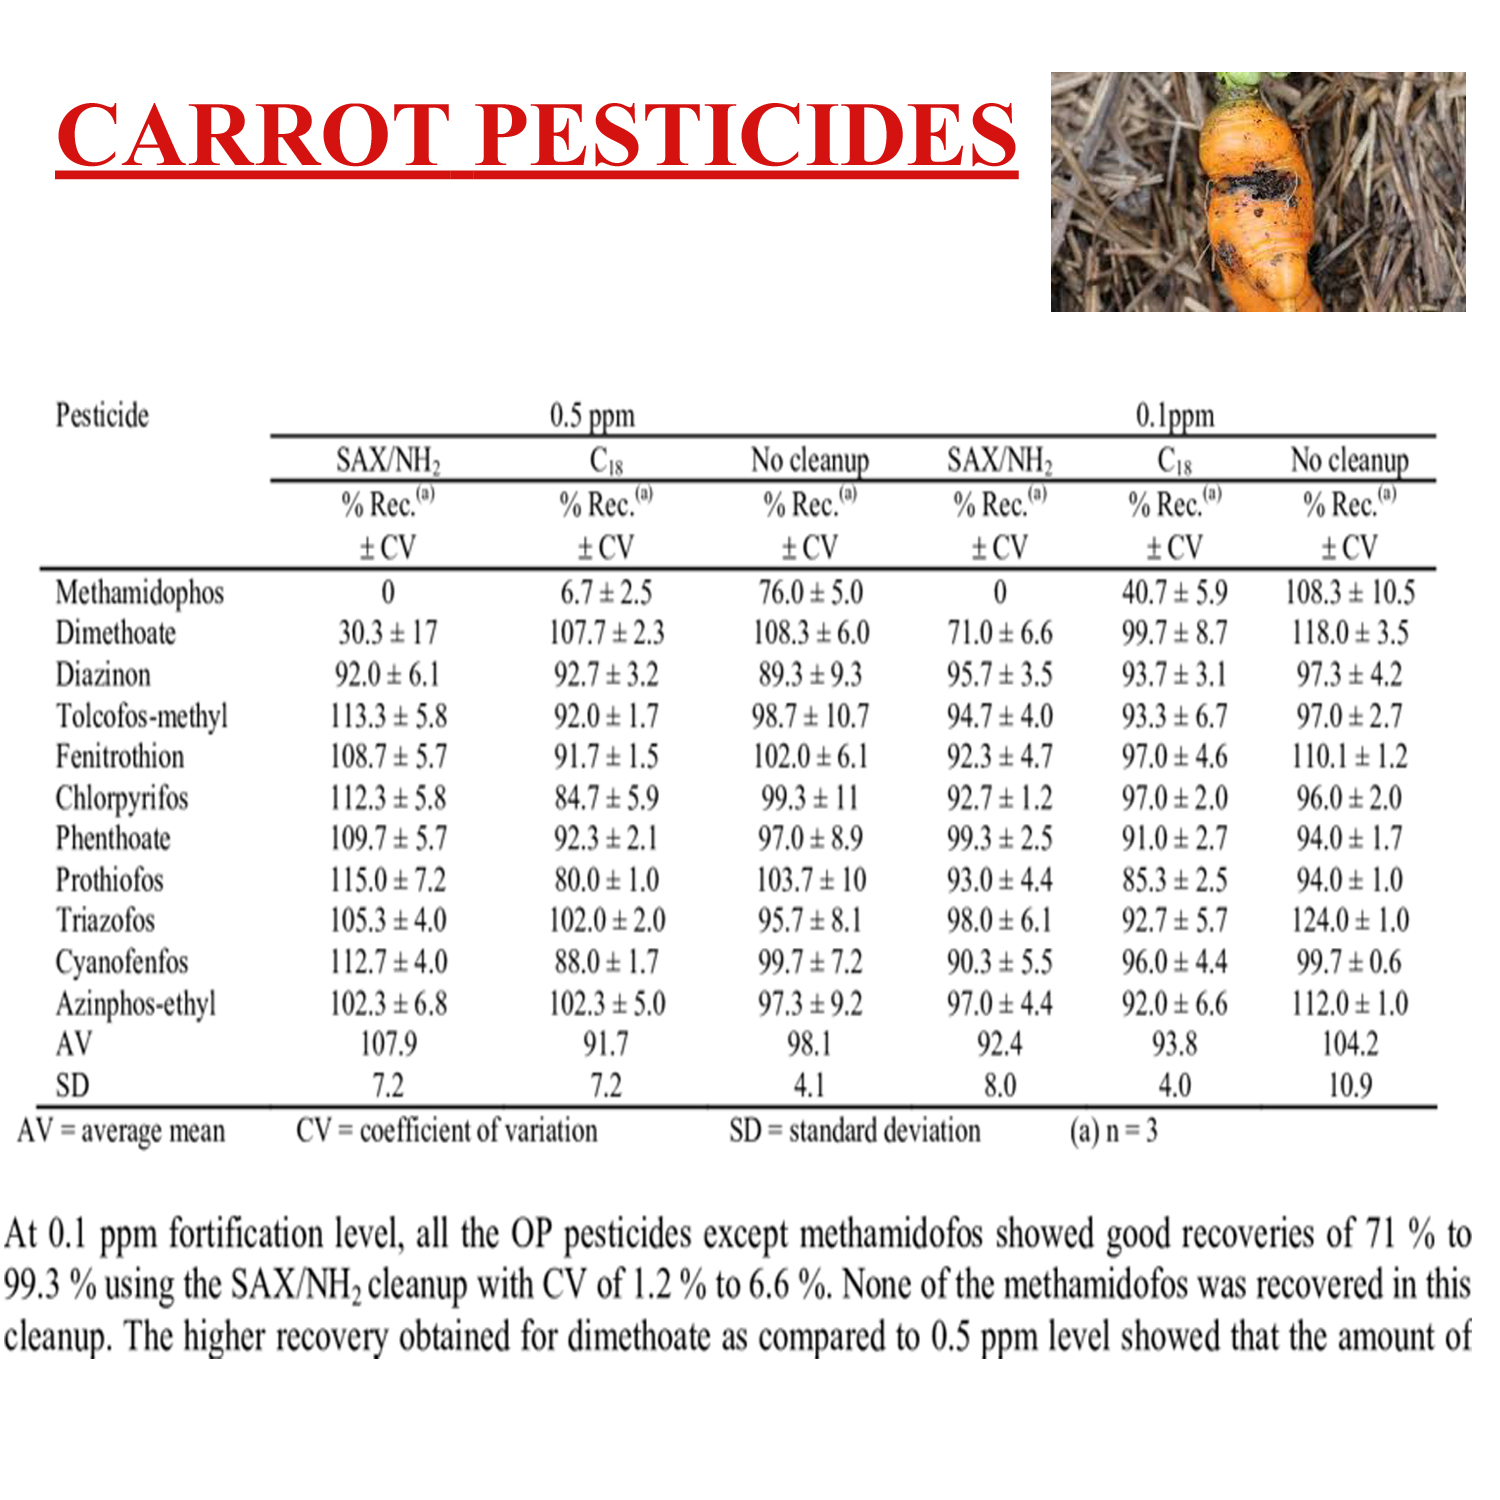 CARROT PESTICIDES
Pesticide 0.5 ppm 0.1ppm
SAX/NH₂ C₁₈ No cleanup SAX/NH₂ C₁₈ No cleanup
% Rec.⁽ᵃ⁾ % Rec.⁽ᵃ⁾ % Rec.⁽ᵃ⁾ % Rec.⁽ᵃ⁾ % Rec.⁽ᵃ⁾ % Rec.⁽ᵃ⁾
± CV ± CV ± CV ± CV ± CV ± CV
Methamidophos 0 6.7 ± 2.5 76.0 ± 5.0 0 40.7 ± 5.9 108.3 ± 10.5
Dimethoate 30.3 ± 17 107.7 ± 2.3 108.3 ± 6.0 71.0 ± 6.6 99.7 ± 8.7 118.0 ± 3.5
Diazinon 92.0 ± 6.1 92.7 ± 3.2 89.3 ± 9.3 95.7 ± 3.5 93.7 ± 3.1 97.3 ± 4.2
Tolcofos-methyl 113.3 ± 5.8 92.0 ± 1.7 98.7 ± 10.7 94.7 ± 4.0 93.3 ± 6.7 97.0 ± 2.7
Fenitrothion 108.7 ± 5.7 91.7 ± 1.5 102.0 ± 6.1 92.3 ± 4.7 97.0 ± 4.6 110.1 ± 1.2
Chlorpyrifos 112.3 ± 5.8 84.7 ± 5.9 99.3 ± 11 92.7 ± 1.2 97.0 ± 2.0 96.0 ± 2.0
Phenthoate 109.7 ± 5.7 92.3 ± 2.1 97.0 ± 8.9 99.3 ± 2.5 91.0 ± 2.7 94.0 ± 1.7
Prothiofos 115.0 ± 7.2 80.0 ± 1.0 103.7 ± 10 93.0 ± 4.4 85.3 ± 2.5 94.0 ± 1.0
Triazofos 105.3 ± 4.0 102.0 ± 2.0 95.7 ± 8.1 98.0 ± 6.1 92.7 ± 5.7 124.0 ± 1.0
Cyanofenfos 112.7 ± 4.0 88.0 ± 1.7 99.7 ± 7.2 90.3 ± 5.5 96.0 ± 4.4 99.7 ± 0.6
Azinphos-ethyl 102.3 ± 6.8 102.3 ± 5.0 97.3 ± 9.2 97.0 ± 4.4 92.0 ± 6.6 112.0 ± 1.0
AV 107.9 91.7 98.1 92.4 93.8 104.2
SD 7.2 7.2 4.1 8.0 4.0 10.9
AV = average mean CV = coefficient of variation SD = standard deviation (a) n = 3
At 0.1 ppm fortification level, all the OP pesticides except methamidofos showed good recoveries of 71 % to
99.3 % using the SAX/NH₂ cleanup with CV of 1.2 % to 6.6 %. None of the methamidofos was recovered in this
cleanup. The higher recovery obtained for dimethoate as compared to 0.5 ppm level showed that the amount of